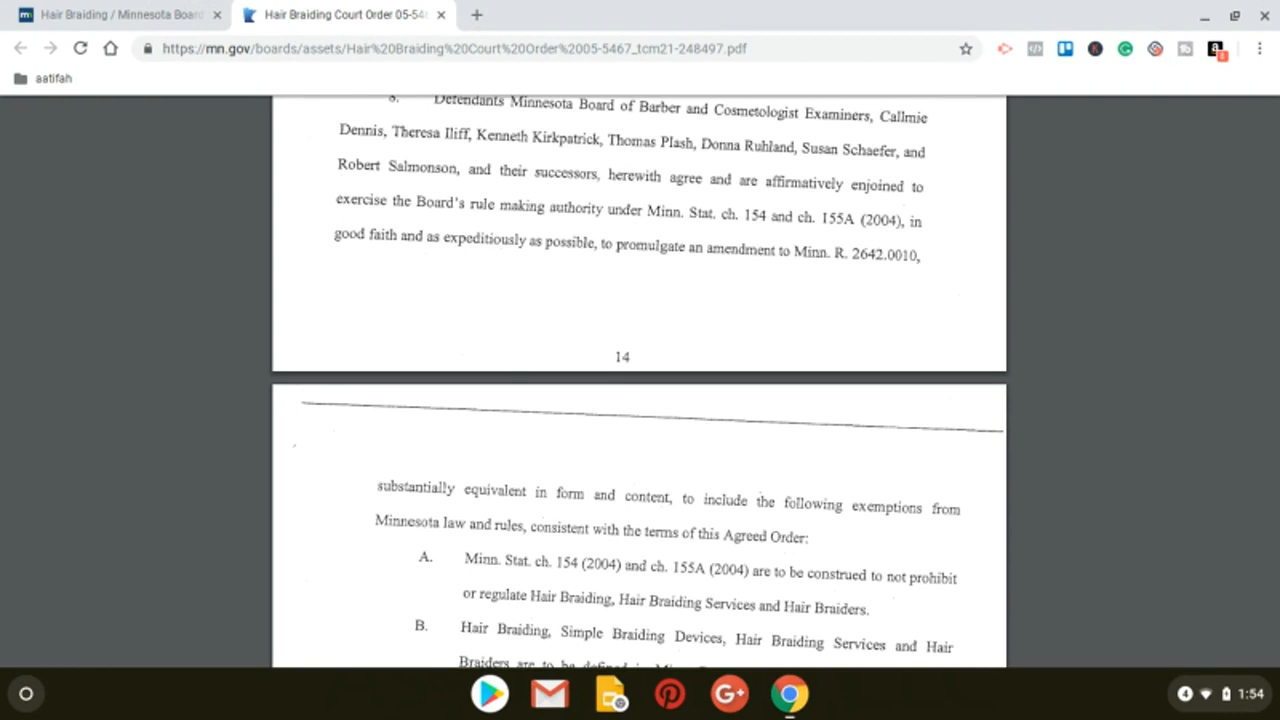 Hair Braiding / Minnesota Board
Hair Braiding Court Order 05-54
https://mn.gov/boards/assets/Hair%20Braiding%20Court%20Order%2005-5467_tcm21-248497.pdf
aatifah
Defendants Minnesota Board of Barber and Cosmetologist Examiners, Callmie
Dennis, Theresa Iliff, Kenneth Kirkpatrick, Thomas Plash, Donna Ruhland, Susan Schaefer, and
Robert Salmonson, and their successors, herewith agree and are affirmatively enjoined to
exercise the Board's rule making authority under Minn. Stat. ch. 154 and ch. 155A (2004), in
good faith and as expeditiously as possible, to promulgate an amendment to Minn. R. 2642.0010,
14
substantially equivalent in form and content, to include the following exemptions from
Minnesota law and rules, consistent with the terms of this Agreed Order:
A. Minn. Stat. ch. 154 (2004) and ch. 155A (2004) are to be construed to not prohibit
or regulate Hair Braiding, Hair Braiding Services and Hair Braiders.
B. Hair Braiding, Simple Braiding Devices, Hair Braiding Services and Hair
Braiders are to be defined in
4 1:54